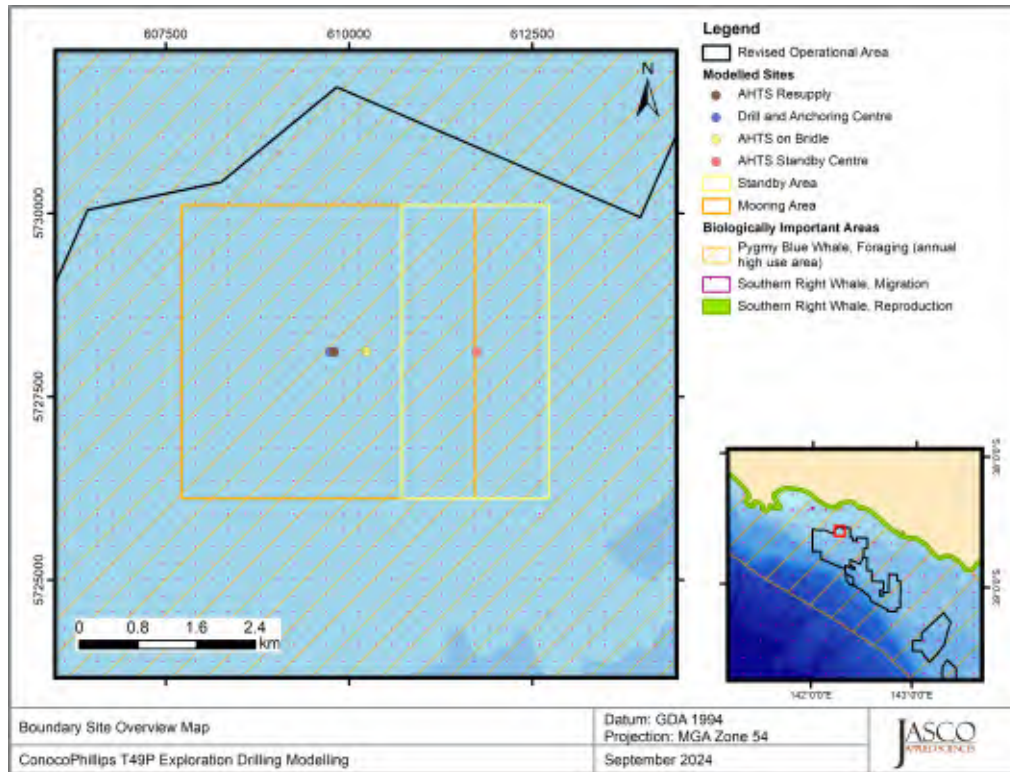 607500 610000 612500
5730000
5727500
5725000
N
0 0.8 1.6 2.4
km
Legend
Revised Operational Area
Modelled Sites
AHTS Resupply
Drill and Anchoring Centre
AHTS on Bridle
AHTS Standby Centre
Standby Area
Mooring Area
Biologically Important Areas
Pygmy Blue Whale, Foraging (annual
high use area)
Southern Right Whale, Migration
Southern Right Whale, Reproduction
38°0'0"S
39°0'0"S
142°0'0"E 143°0'0"E
Boundary Site Overview Map
ConocoPhillips T49P Exploration Drilling Modelling
Datum: GDA 1994
Projection: MGA Zone 54
September 2024
JASCO
APPLIED SCIENCES